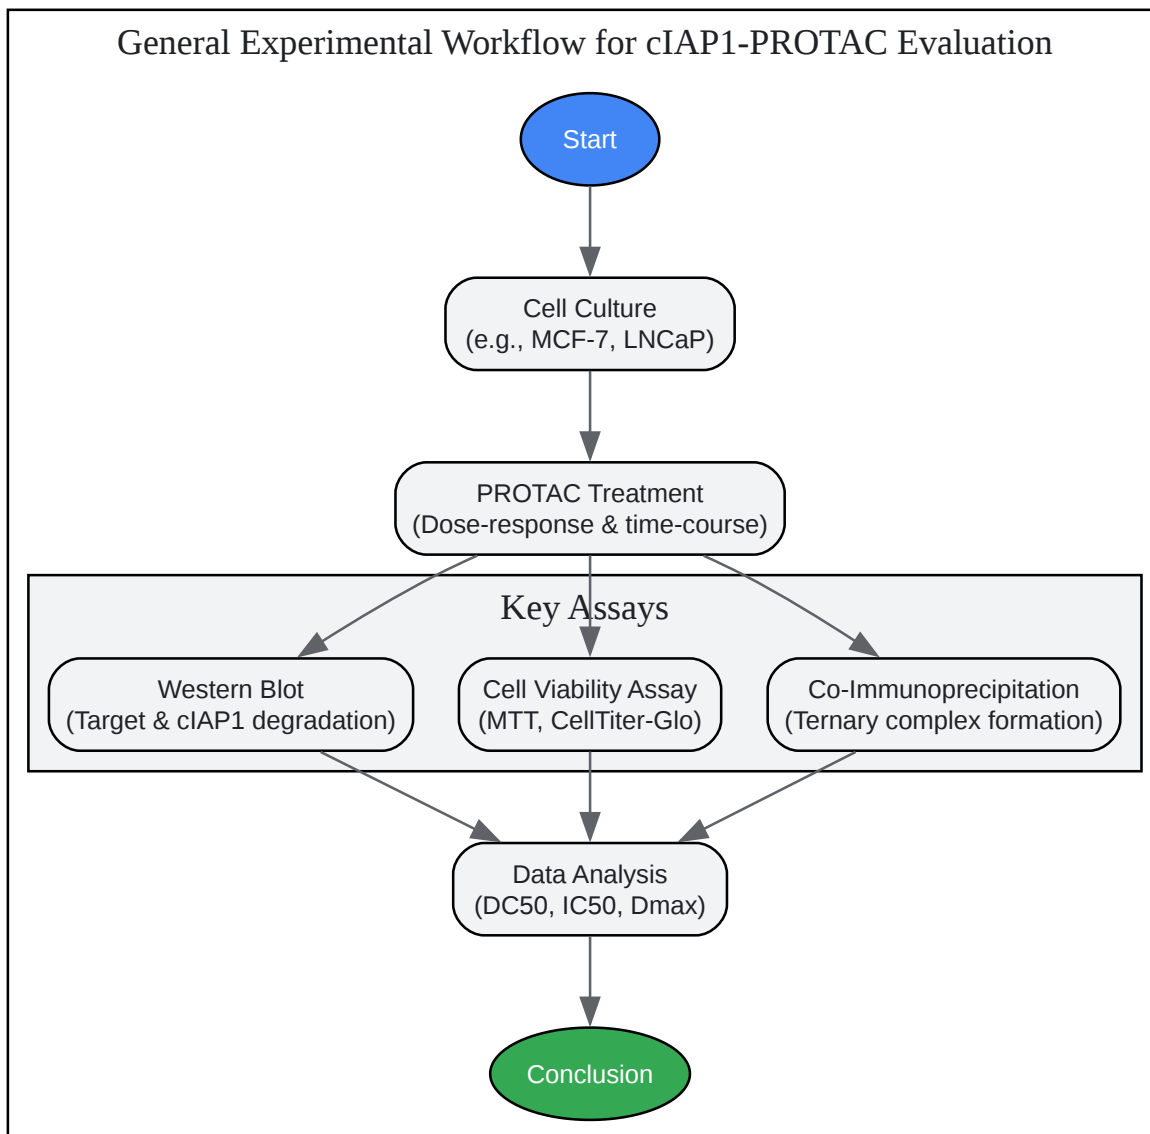 General Experimental Workflow for cIAP1-PROTAC Evaluation
Start
Cell Culture
(e.g., MCF-7, LNCaP)
PROTAC Treatment
(Dose-response & time-course)
Key Assays
Western Blot
(Target & cIAP1 degradation)
Cell Viability Assay
(MTT, CellTiter-Glo)
Co-Immunoprecipitation
(Ternary complex formation)
Data Analysis
(DC50, IC50, Dmax)
Conclusion